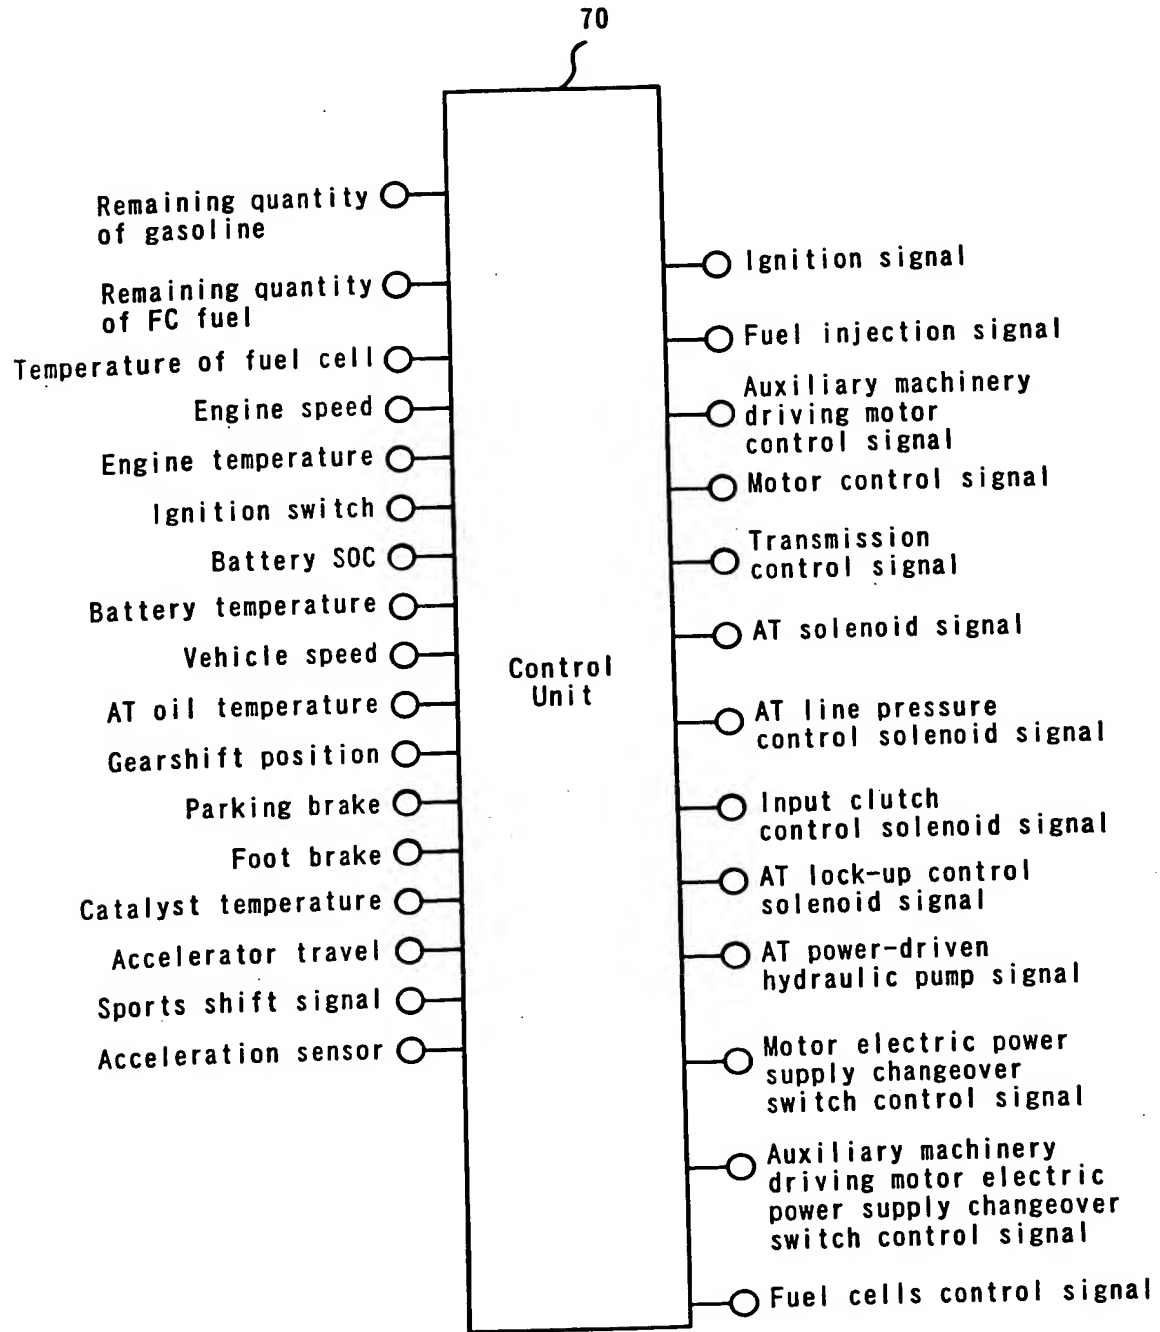 70
Remaining quantity
of gasoline
Remaining quantity
of FC fuel
Temperature of fuel cell
Engine speed
Engine temperature
Ignition switch
Battery SOC
Battery temperature
Vehicle speed
AT oil temperature
Gearshift position
Parking brake
Foot brake
Catalyst temperature
Accelerator travel
Sports shift signal
Acceleration sensor
Control
Unit
Ignition signal
Fuel injection signal
Auxiliary machinery
driving motor
control signal
Motor control signal
Transmission
control signal
AT solenoid signal
AT line pressure
control solenoid signal
Input clutch
control solenoid signal
AT lock-up control
solenoid signal
AT power-driven
hydraulic pump signal
Motor electric power
supply changeover
switch control signal
Auxiliary machinery
driving motor electric
power supply changeover
switch control signal
Fuel cells control signal